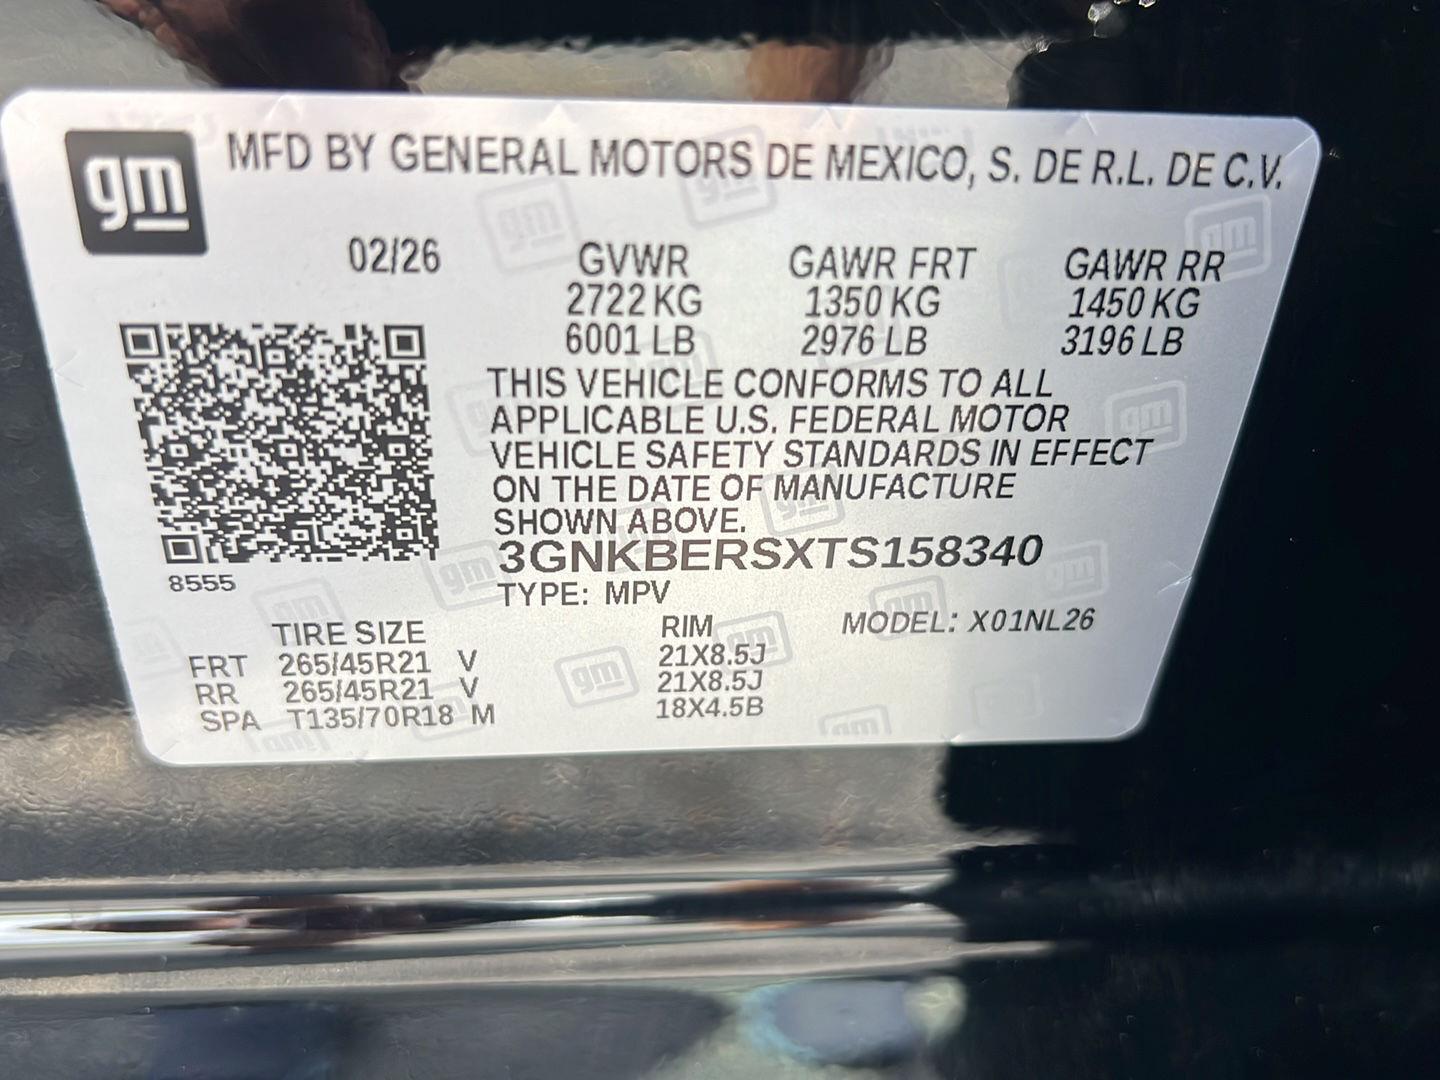 gm MFD BY GENERAL MOTORS DE MEXICO, S. DE R.L. DE C.V.
02/26 GVWR GAWR FRT GAWR RR
2722 KG 1350 KG 1450 KG
6001 LB 2976 LB 3196 LB
THIS VEHICLE CONFORMS TO ALL
APPLICABLE U.S. FEDERAL MOTOR
VEHICLE SAFETY STANDARDS IN EFFECT
ON THE DATE OF MANUFACTURE
SHOWN ABOVE.
3GNKBERSXTS158340
8555
TYPE: MPV
TIRE SIZE RIM MODEL: X01NL26
FRT 265/45R21 V 21X8.5J
RR 265/45R21 V 21X8.5J
SPA T135/70R18 M 18X4.5B